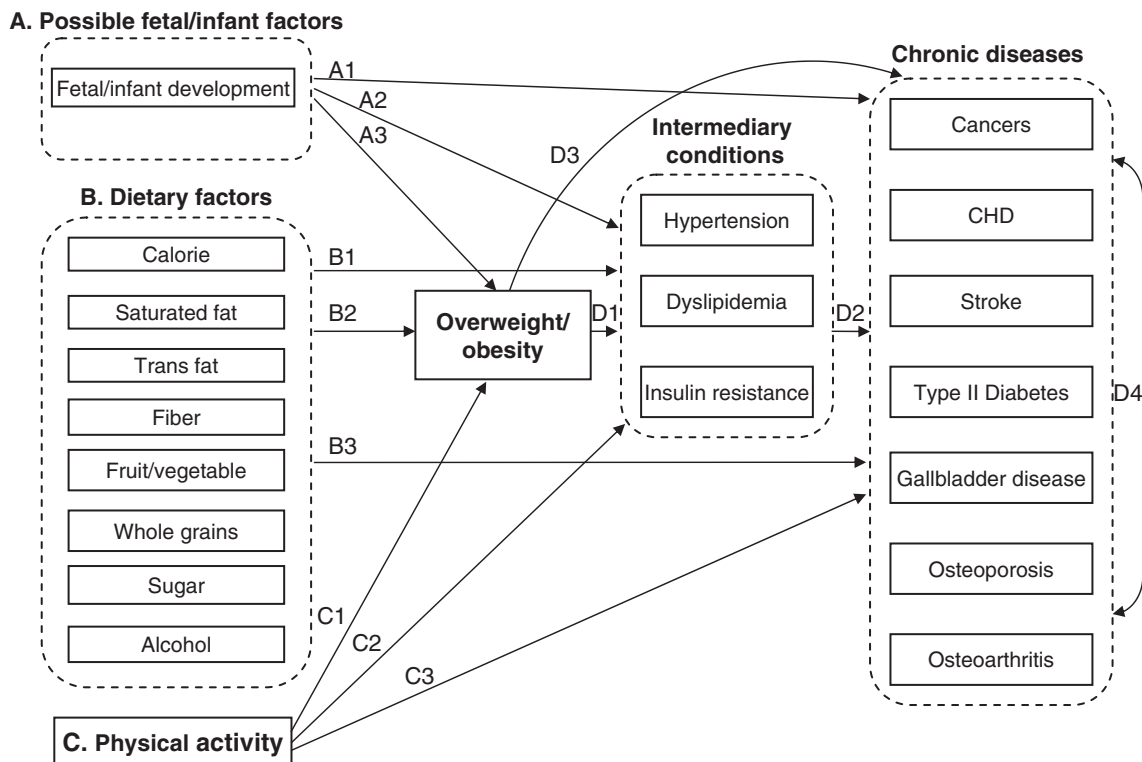 A. Possible fetal/infant factors
Fetal/infant development
A1
A2
A3
B. Dietary factors
Calorie
Saturated fat
Trans fat
Fiber
Fruit/vegetable
Whole grains
Sugar
Alcohol
B1
B2
B3
C. Physical activity
C1
C2
C3
Overweight/
obesity
D1
D3
Intermediary
conditions
Hypertension
Dyslipidemia
Insulin resistance
D2
Chronic diseases
Cancers
CHD
Stroke
Type II Diabetes
Gallbladder disease
Osteoporosis
Osteoarthritis
D4